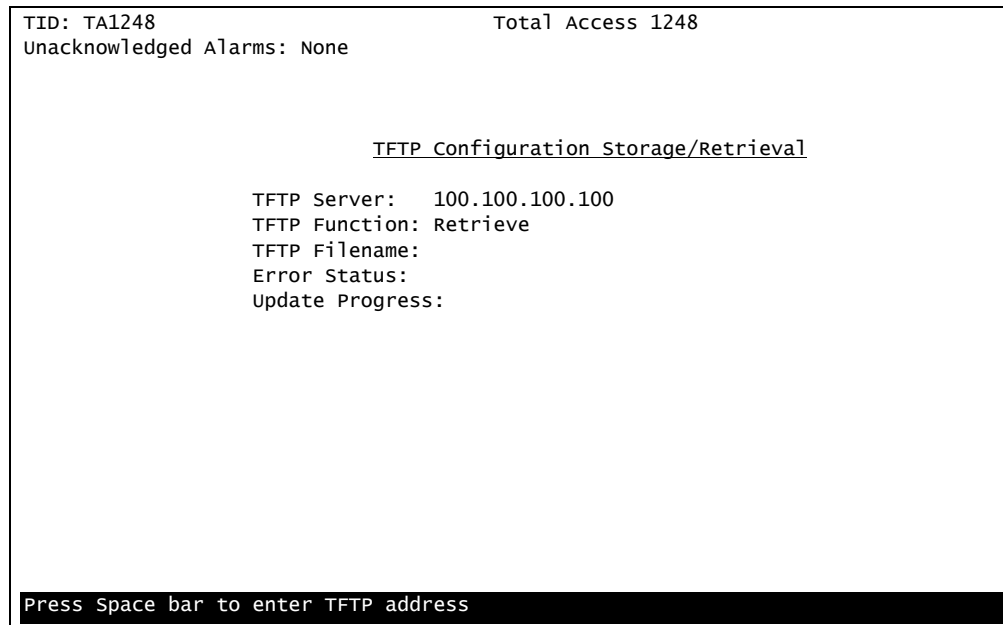 TID: TA1248 Total Access 1248
Unacknowledged Alarms: None
TFTP Configuration Storage/Retrieval
TFTP Server: 100.100.100.100
TFTP Function: Retrieve
TFTP Filename:
Error Status:
Update Progress:
Press Space bar to enter TFTP address